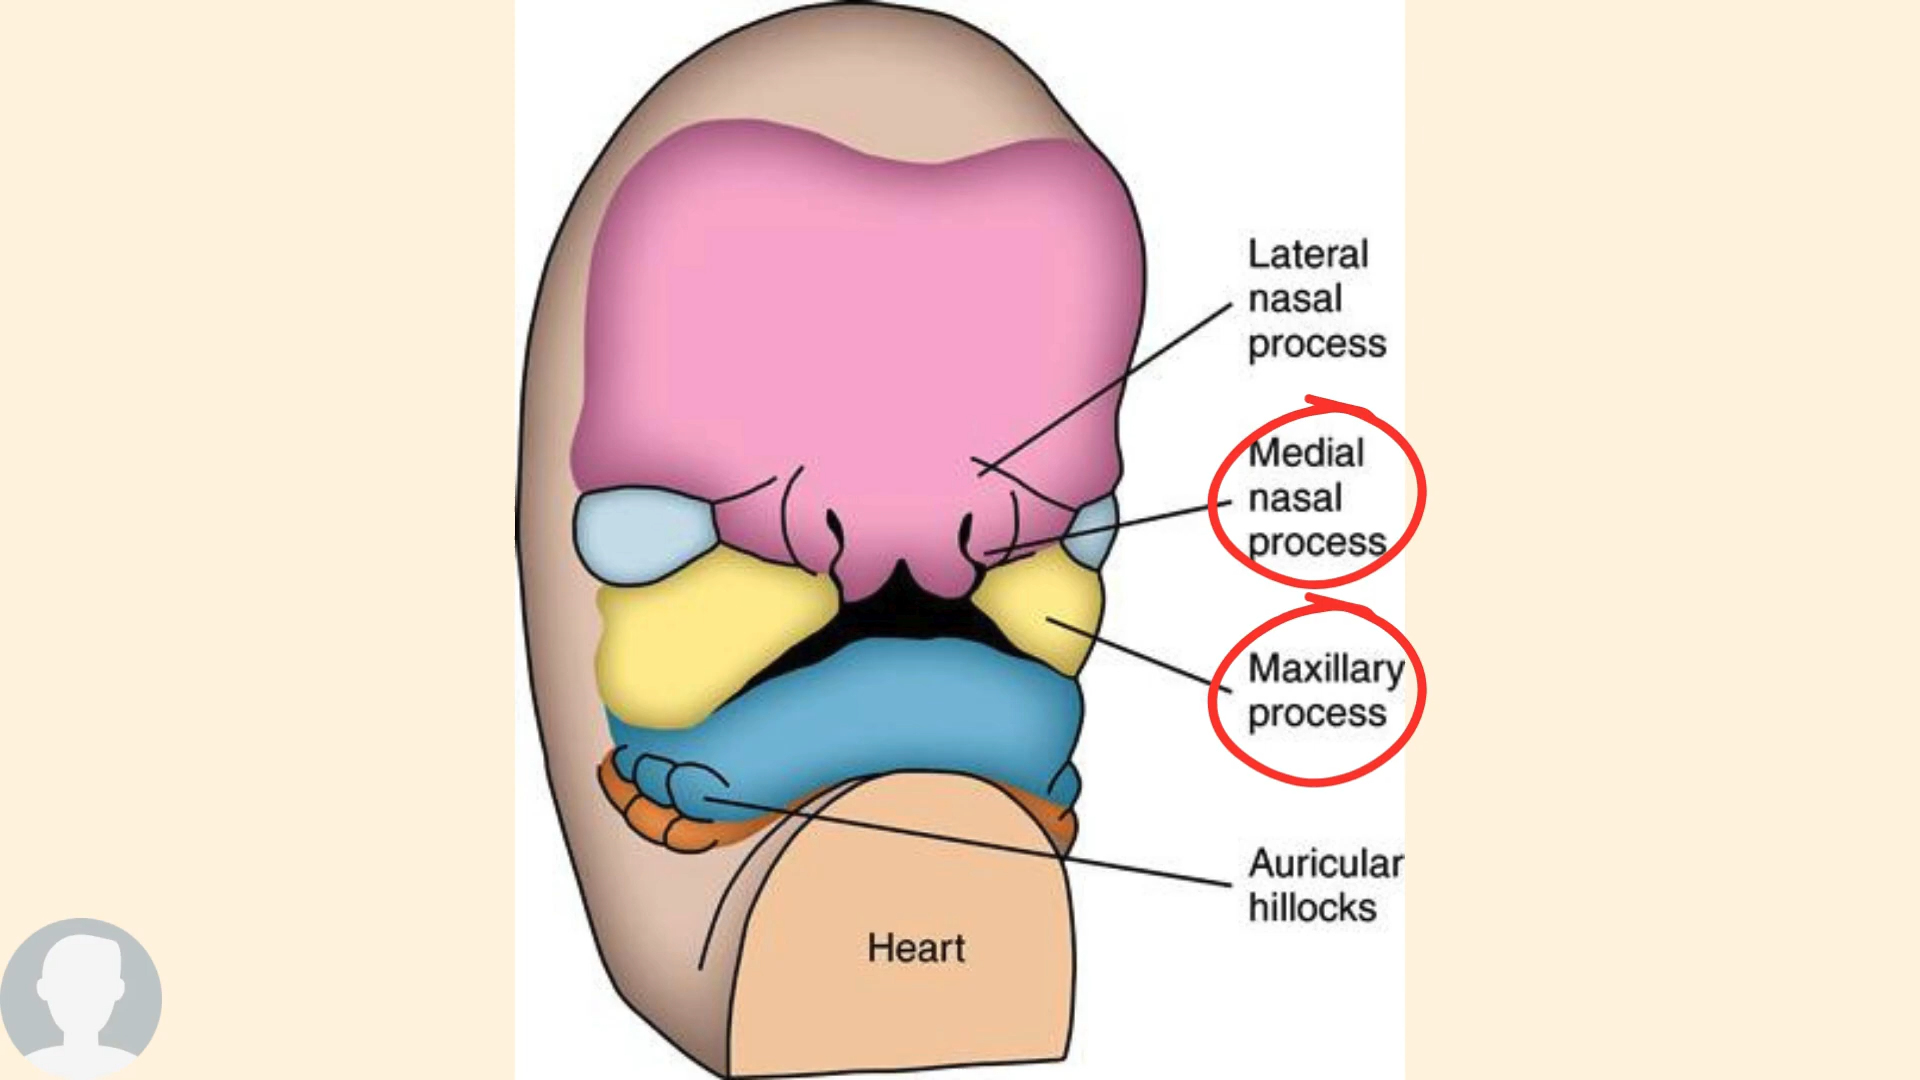 Lateral
nasal
process
Medial
nasal
process
Maxillary
process
Auricular
hillocks
Heart